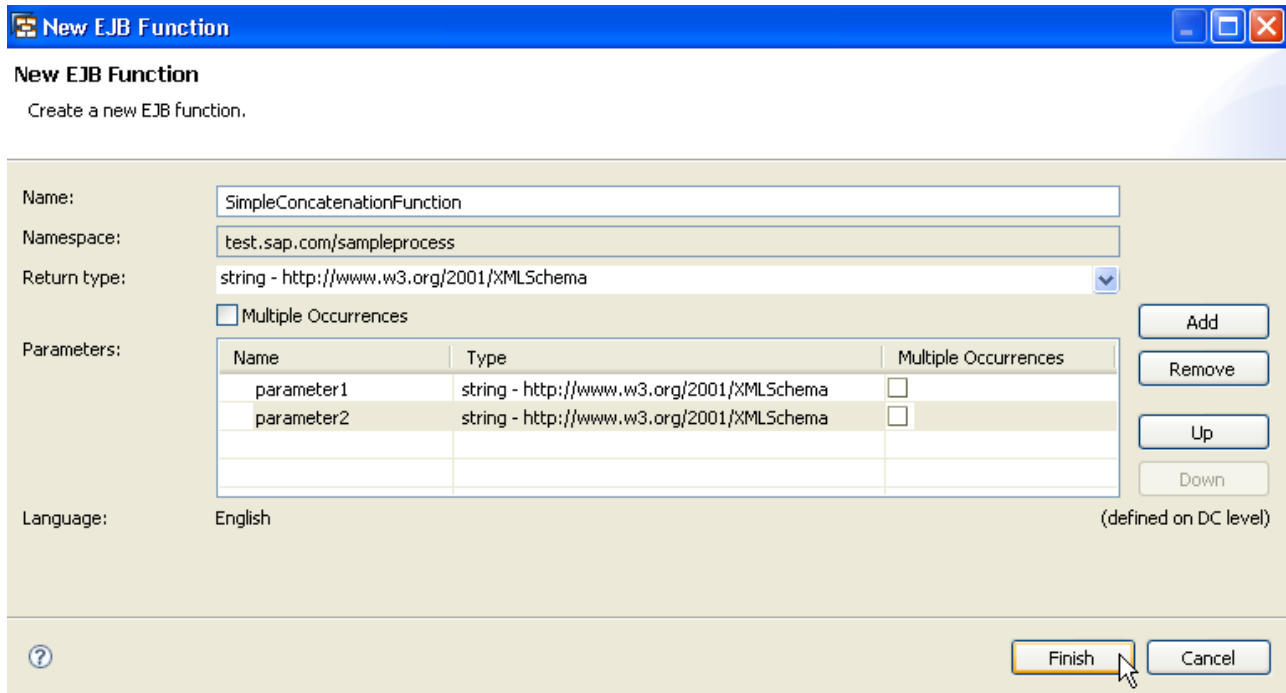 New EJB Function
New EJB Function
Create a new EJB function.
Name: SimpleConcatenationFunction
Namespace: test.sap.com/sampleprocess
Return type: string - http://www.w3.org/2001/XMLSchema
Multiple Occurrences
Add
Parameters:
Name Type Multiple Occurrences
Remove
parameter1 string - http://www.w3.org/2001/XMLSchema
parameter2 string - http://www.w3.org/2001/XMLSchema
Up
Down
Language: English (defined on DC level)
? Finish Cancel